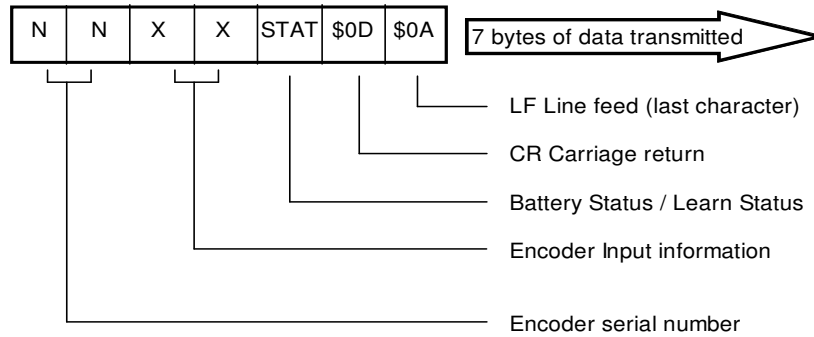 N N X X STAT $0D $0A
7 bytes of data transmitted
LF Line feed (last character)
CR Carriage return
Battery Status / Learn Status
Encoder Input information
Encoder serial number